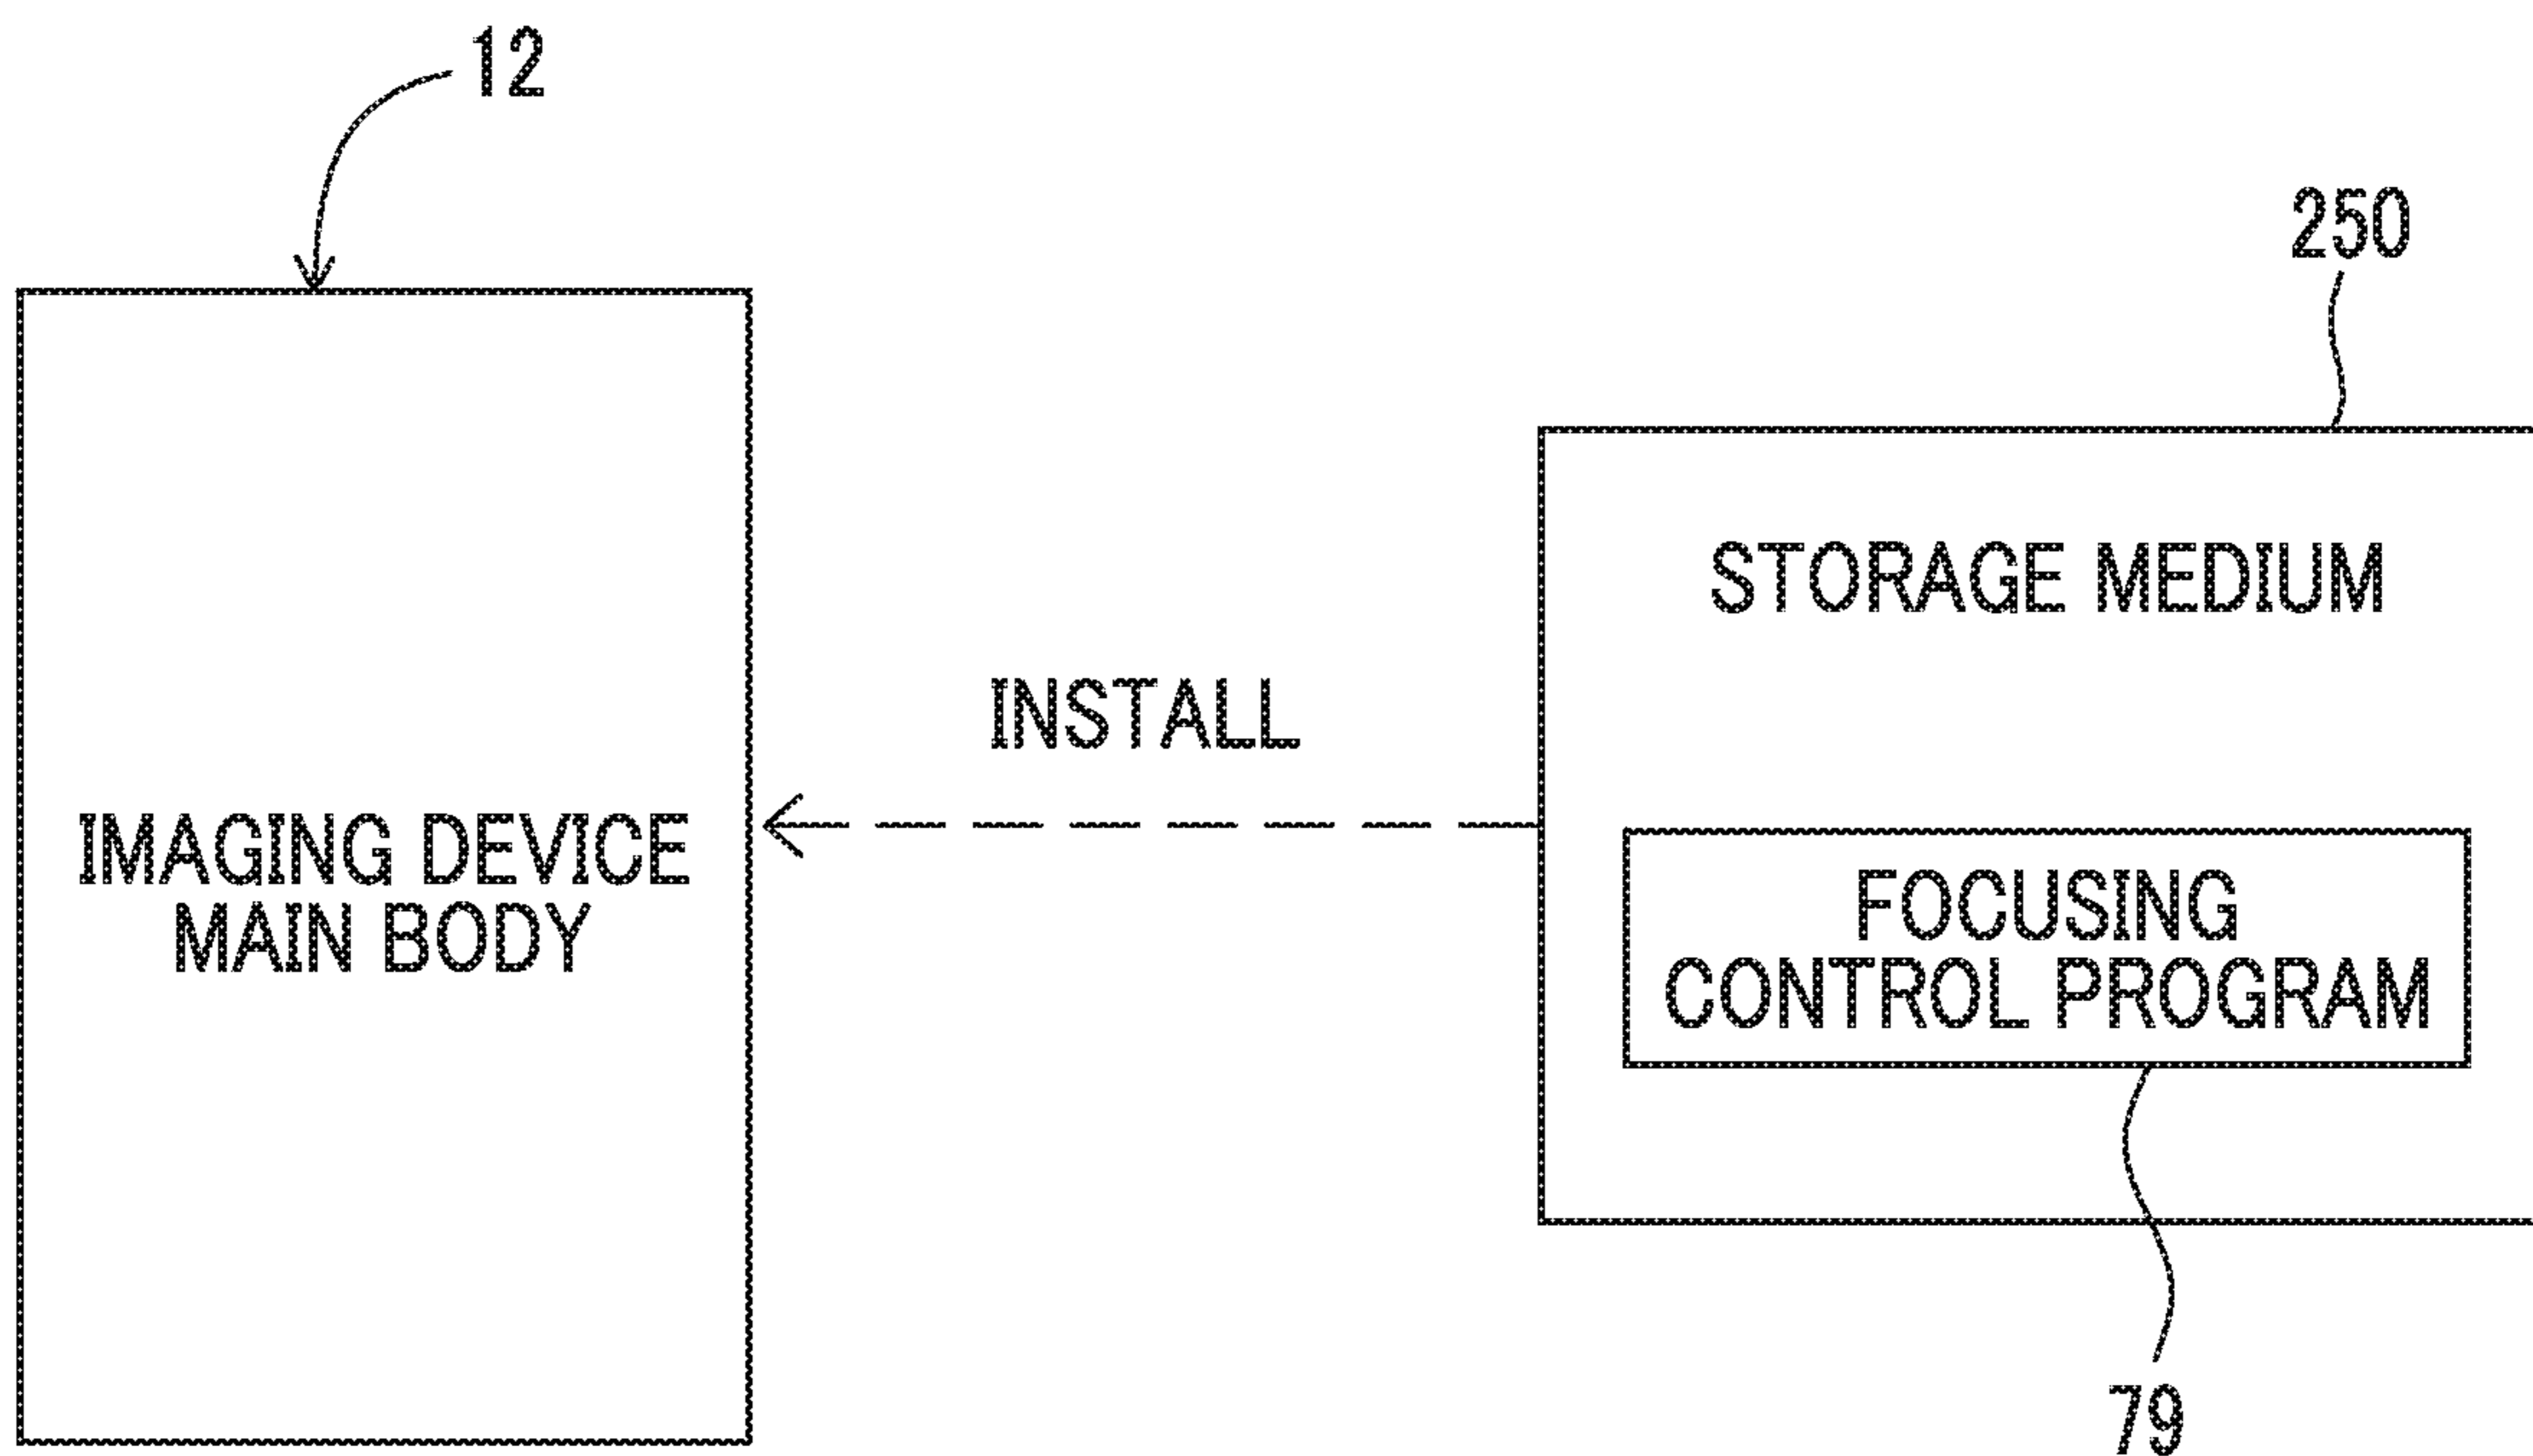 12
250
STORAGE MEDIUM
INSTALL
IMAGING DEVICE
MAIN BODY
FOCUSING
CONTROL PROGRAM
79